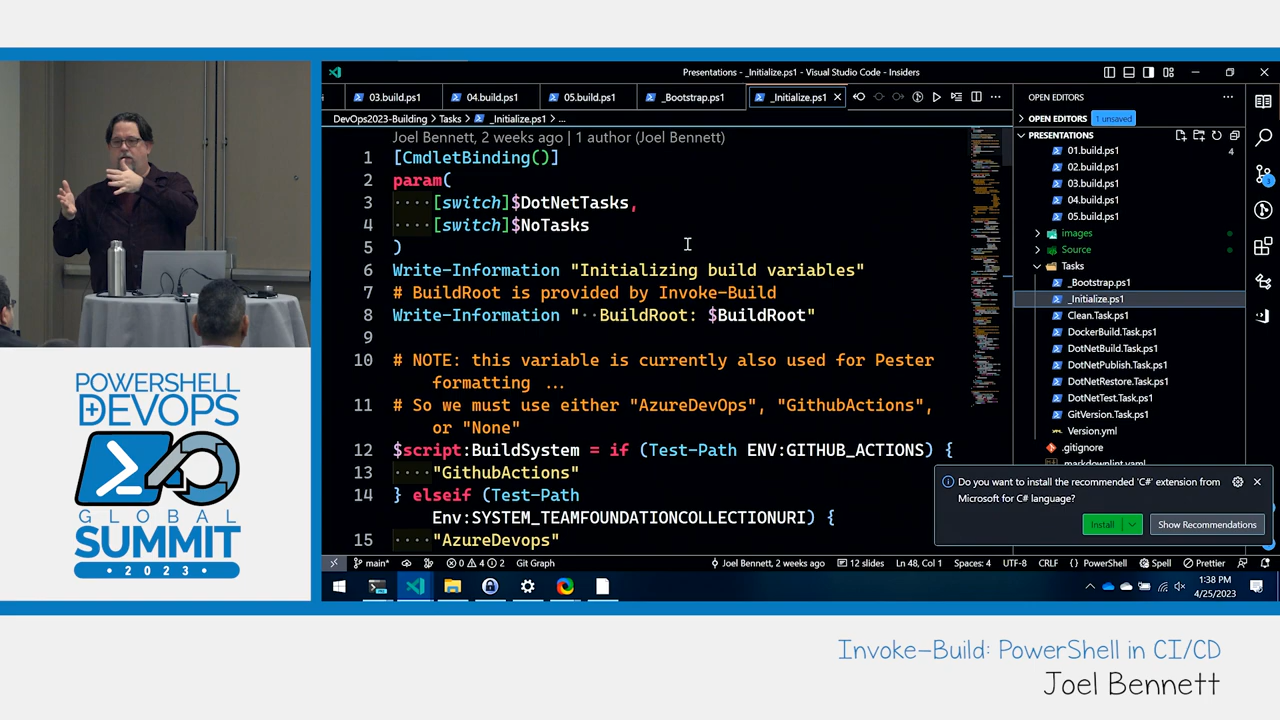 Presentations - _Initialize.ps1 - Visual Studio Code - Insiders
03.build.ps1
04.build.ps1
05.build.ps1
_Bootstrap.ps1
_Initialize.ps1
DevOps2023-Building > Tasks > _Initialize.ps1 > ...
Joel Bennett, 2 weeks ago | 1 author (Joel Bennett)
1 [CmdletBinding()]
2 param(
3 ····[switch]$DotNetTasks,
4 ····[switch]$NoTasks
5 )
6 Write-Information "Initializing build variables"
7 # BuildRoot is provided by Invoke-Build
8 Write-Information "··BuildRoot: $BuildRoot"
9
10 # NOTE: this variable is currently also used for Pester
formatting ...
11 # So we must use either "AzureDevOps", "GithubActions",
or "None"
12 $script:BuildSystem = if (Test-Path ENV:GITHUB_ACTIONS) {
13 ····"GithubActions"
14 } elseif (Test-Path
Env:SYSTEM_TEAMFOUNDATIONCOLLECTIONURI) {
15 ····"AzureDevops"
OPEN EDITORS
OPEN EDITORS 1 unsaved
PRESENTATIONS
01.build.ps1 4
02.build.ps1
03.build.ps1
04.build.ps1
05.build.ps1
images
Source
Tasks
_Bootstrap.ps1
_Initialize.ps1
Clean.Task.ps1
DockerBuild.Task.ps1
DotNetBuild.Task.ps1
DotNetPublish.Task.ps1
DotNetRestore.Task.ps1
DotNetTest.Task.ps1
GitVersion.Task.ps1
Version.yml
.gitignore
.markdownlint.yaml
Do you want to install the recommended 'C#' extension from
Microsoft for C# language?
Install
Show Recommendations
main*
0 4 2
Git Graph
Joel Bennett, 2 weeks ago
12 slides
Ln 48, Col 1
Spaces: 4
UTF-8
CRLF
{ } PowerShell
Spell
Prettier
1:38 PM
4/25/2023
POWERSHELL
+DEVOPS
GLOBAL
SUMMIT
2023
Invoke-Build: PowerShell in CI/CD
Joel Bennett